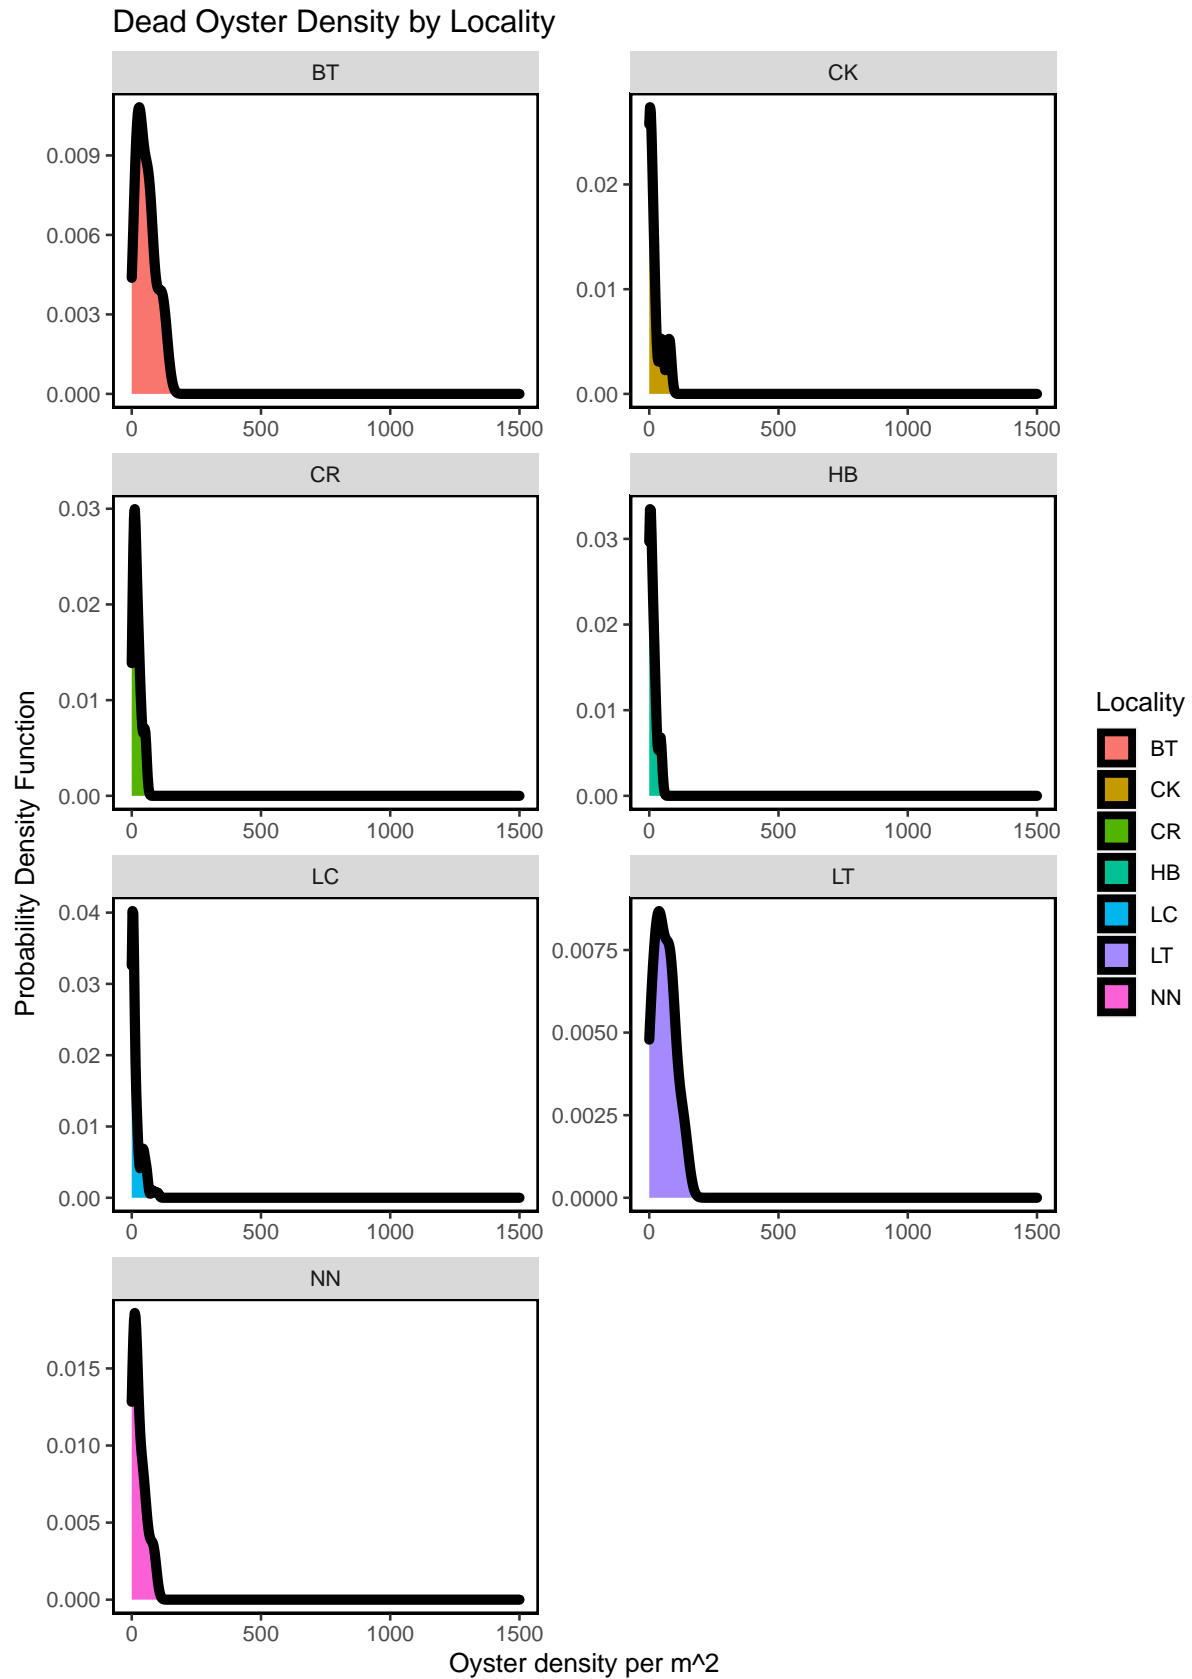 Dead Oyster Density by Locality
BT
CK
0.009
0.006
0.003
0.000
0.02
0.01
0.00
0 500 1000 1500
0 500 1000 1500
CR
HB
0.03
0.02
0.01
0.00
0.03
0.02
0.01
0.00
0 500 1000 1500
0 500 1000 1500
LC
LT
0.04
0.03
0.02
0.01
0.00
0.0075
0.0050
0.0025
0.0000
0 500 1000 1500
0 500 1000 1500
NN
0.015
0.010
0.005
0.000
0 500 1000 1500
Oyster density per m^2
Probability Density Function
Locality
BT
CK
CR
HB
LC
LT
NN